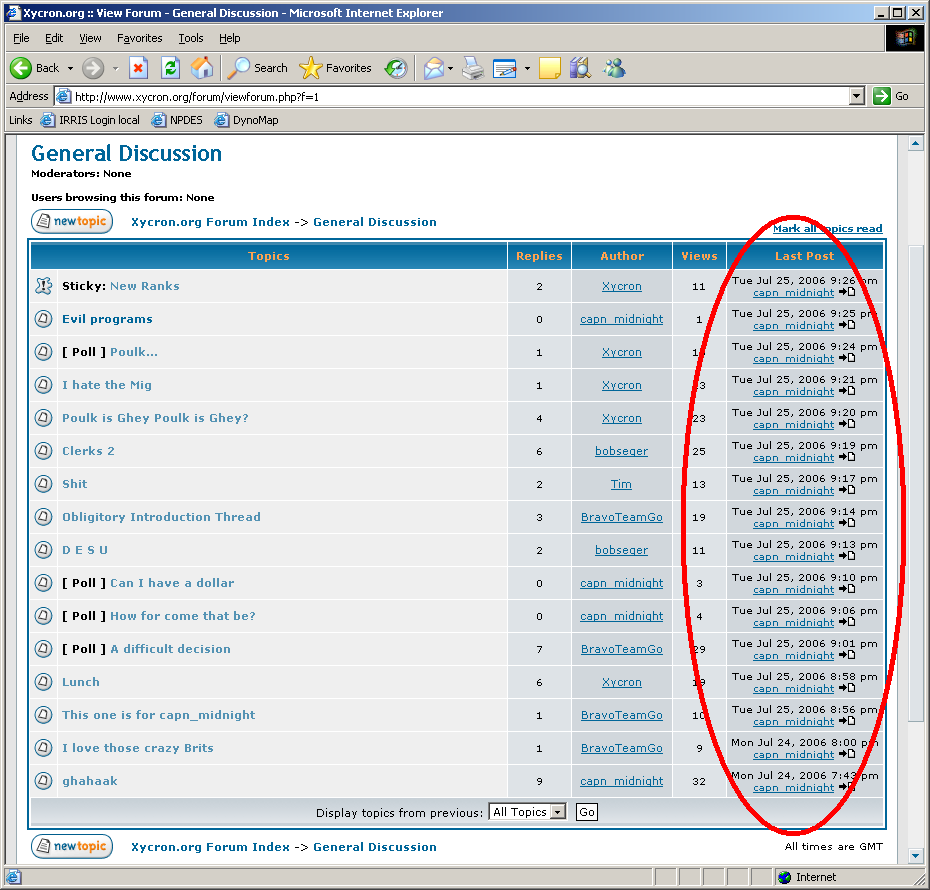 Xycron.org :: View Forum - General Discussion - Microsoft Internet Explorer
File Edit View Favorites Tools Help
Back Search Favorites
Address http://www.xycron.org/forum/viewforum.php?f=1 Go
Links IRRIS Login local NPDES DynoMap
General Discussion
Moderators: None
Users browsing this forum: None
newtopic Xycron.org Forum Index -> General Discussion
Mark all topics read
Topics Replies Author Views Last Post
Sticky: New Ranks 2 Xycron 11 Tue Jul 25, 2006 9:26 pm
capn_midnight
Evil programs 0 capn_midnight 1 Tue Jul 25, 2006 9:25 pm
capn_midnight
[ Poll ] Poulk... 1 Xycron Tue Jul 25, 2006 9:24 pm
capn_midnight
I hate the Mig 1 Xycron Tue Jul 25, 2006 9:21 pm
capn_midnight
Poulk is Ghey Poulk is Ghey? 4 Xycron 23 Tue Jul 25, 2006 9:20 pm
capn_midnight
Clerks 2 6 bobseger 25 Tue Jul 25, 2006 9:19 pm
capn_midnight
Shit 2 Tim 13 Tue Jul 25, 2006 9:17 pm
capn_midnight
Obligitory Introduction Thread 3 BravoTeamGo 19 Tue Jul 25, 2006 9:14 pm
capn_midnight
D E S U 2 bobseger 11 Tue Jul 25, 2006 9:13 pm
capn_midnight
[ Poll ] Can I have a dollar 0 capn_midnight 3 Tue Jul 25, 2006 9:10 pm
capn_midnight
[ Poll ] How for come that be? 0 capn_midnight 4 Tue Jul 25, 2006 9:06 pm
capn_midnight
[ Poll ] A difficult decision 7 BravoTeamGo 29 Tue Jul 25, 2006 9:01 pm
capn_midnight
Lunch 6 Xycron 19 Tue Jul 25, 2006 8:58 pm
capn_midnight
This one is for capn_midnight 1 BravoTeamGo 10 Tue Jul 25, 2006 8:56 pm
capn_midnight
I love those crazy Brits 1 BravoTeamGo 9 Mon Jul 24, 2006 8:00 pm
capn_midnight
ghahaak 9 capn_midnight 32 Mon Jul 24, 2006 7:43 pm
capn_midnight
Display topics from previous: All Topics Go
newtopic Xycron.org Forum Index -> General Discussion
All times are GMT
Internet